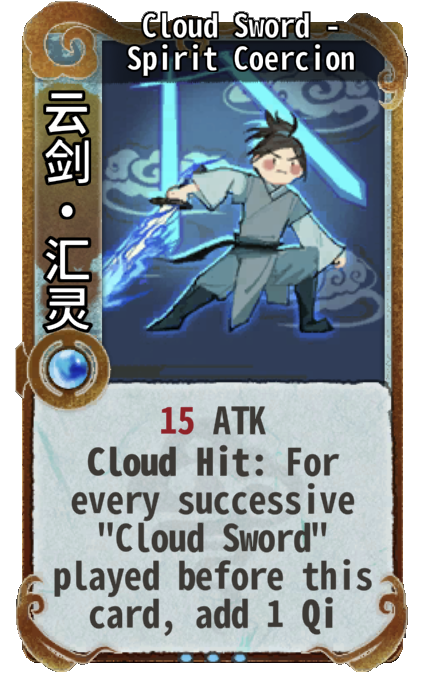 Cloud Sword -
Spirit Coercion
云剑·汇灵
15 ATK
Cloud Hit: For
every successive
"Cloud Sword"
played before this
card, add 1 Qi